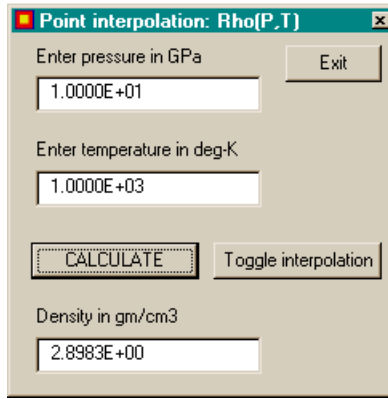 Point interpolation: Rho(P,T)
Enter pressure in GPa
Exit
1.0000E+01
Enter temperature in deg-K
1.0000E+03
CALCULATE
Toggle interpolation
Density in gm/cm3
2.8983E+00